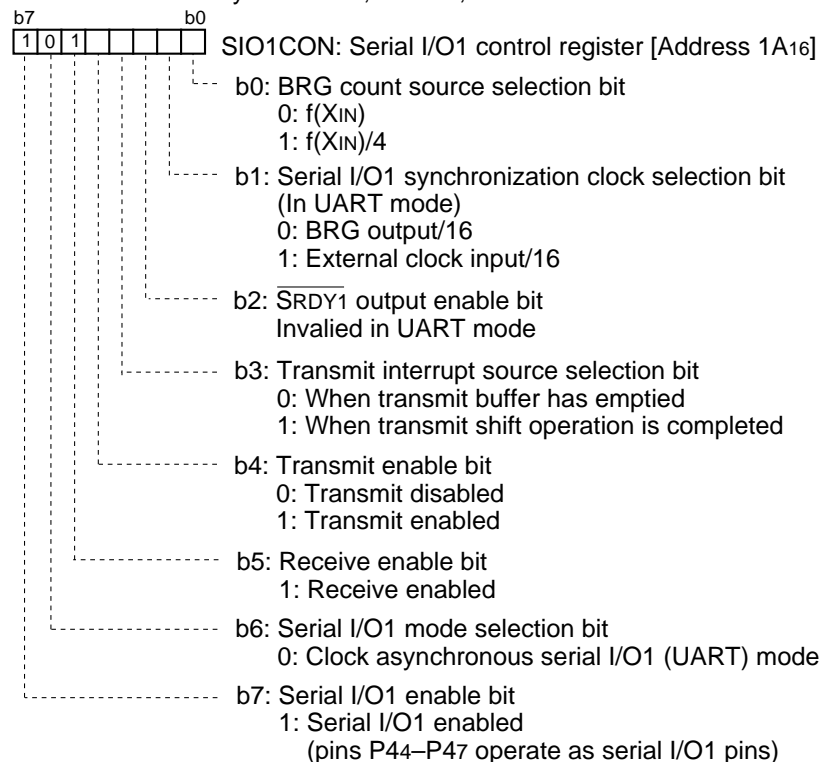 b7 b0
1 0 1 SIO1CON: Serial I/O1 control register [Address 1A16]
b0: BRG count source selection bit
0: f(XIN)
1: f(XIN)/4
b1: Serial I/O1 synchronization clock selection bit
(In UART mode)
0: BRG output/16
1: External clock input/16
b2: SRDY1 output enable bit
Invalied in UART mode
b3: Transmit interrupt source selection bit
0: When transmit buffer has emptied
1: When transmit shift operation is completed
b4: Transmit enable bit
0: Transmit disabled
1: Transmit enabled
b5: Receive enable bit
1: Receive enabled
b6: Serial I/O1 mode selection bit
0: Clock asynchronous serial I/O1 (UART) mode
b7: Serial I/O1 enable bit
1: Serial I/O1 enabled
(pins P44–P47 operate as serial I/O1 pins)